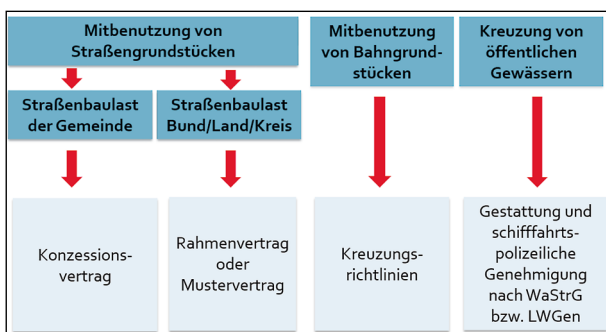 Mitbenutzung von
Straßengrundstücken
Mitbenutzung
von Bahngrund-
stücken
Kreuzung von
öffentlichen
Gewässern
Straßenbaulast
der Gemeinde
Straßenbaulast
Bund/Land/Kreis
Konzessions-
vertrag
Rahmenvertrag
oder
Mustervertrag
Kreuzungs-
richtlinien
Gestattung und
schifffahrts-
polizeiliche
Genehmigung
nach WaStrG
bzw. LWGen